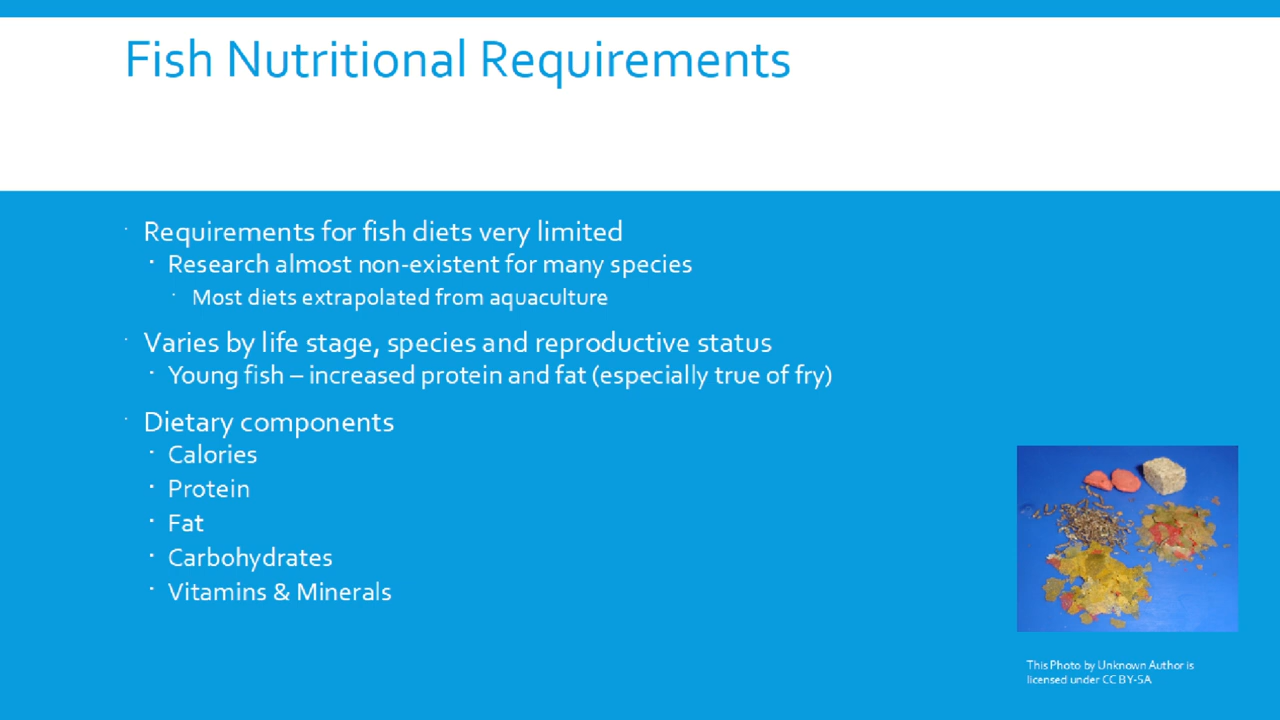 Fish Nutritional Requirements
Requirements for fish diets very limited
Research almost non-existent for many species
Most diets extrapolated from aquaculture
Varies by life stage, species and reproductive status
Young fish – increased protein and fat (especially true of fry)
Dietary components
Calories
Protein
Fat
Carbohydrates
Vitamins & Minerals
This Photo by Unknown Author is
licensed under CC BY-SA